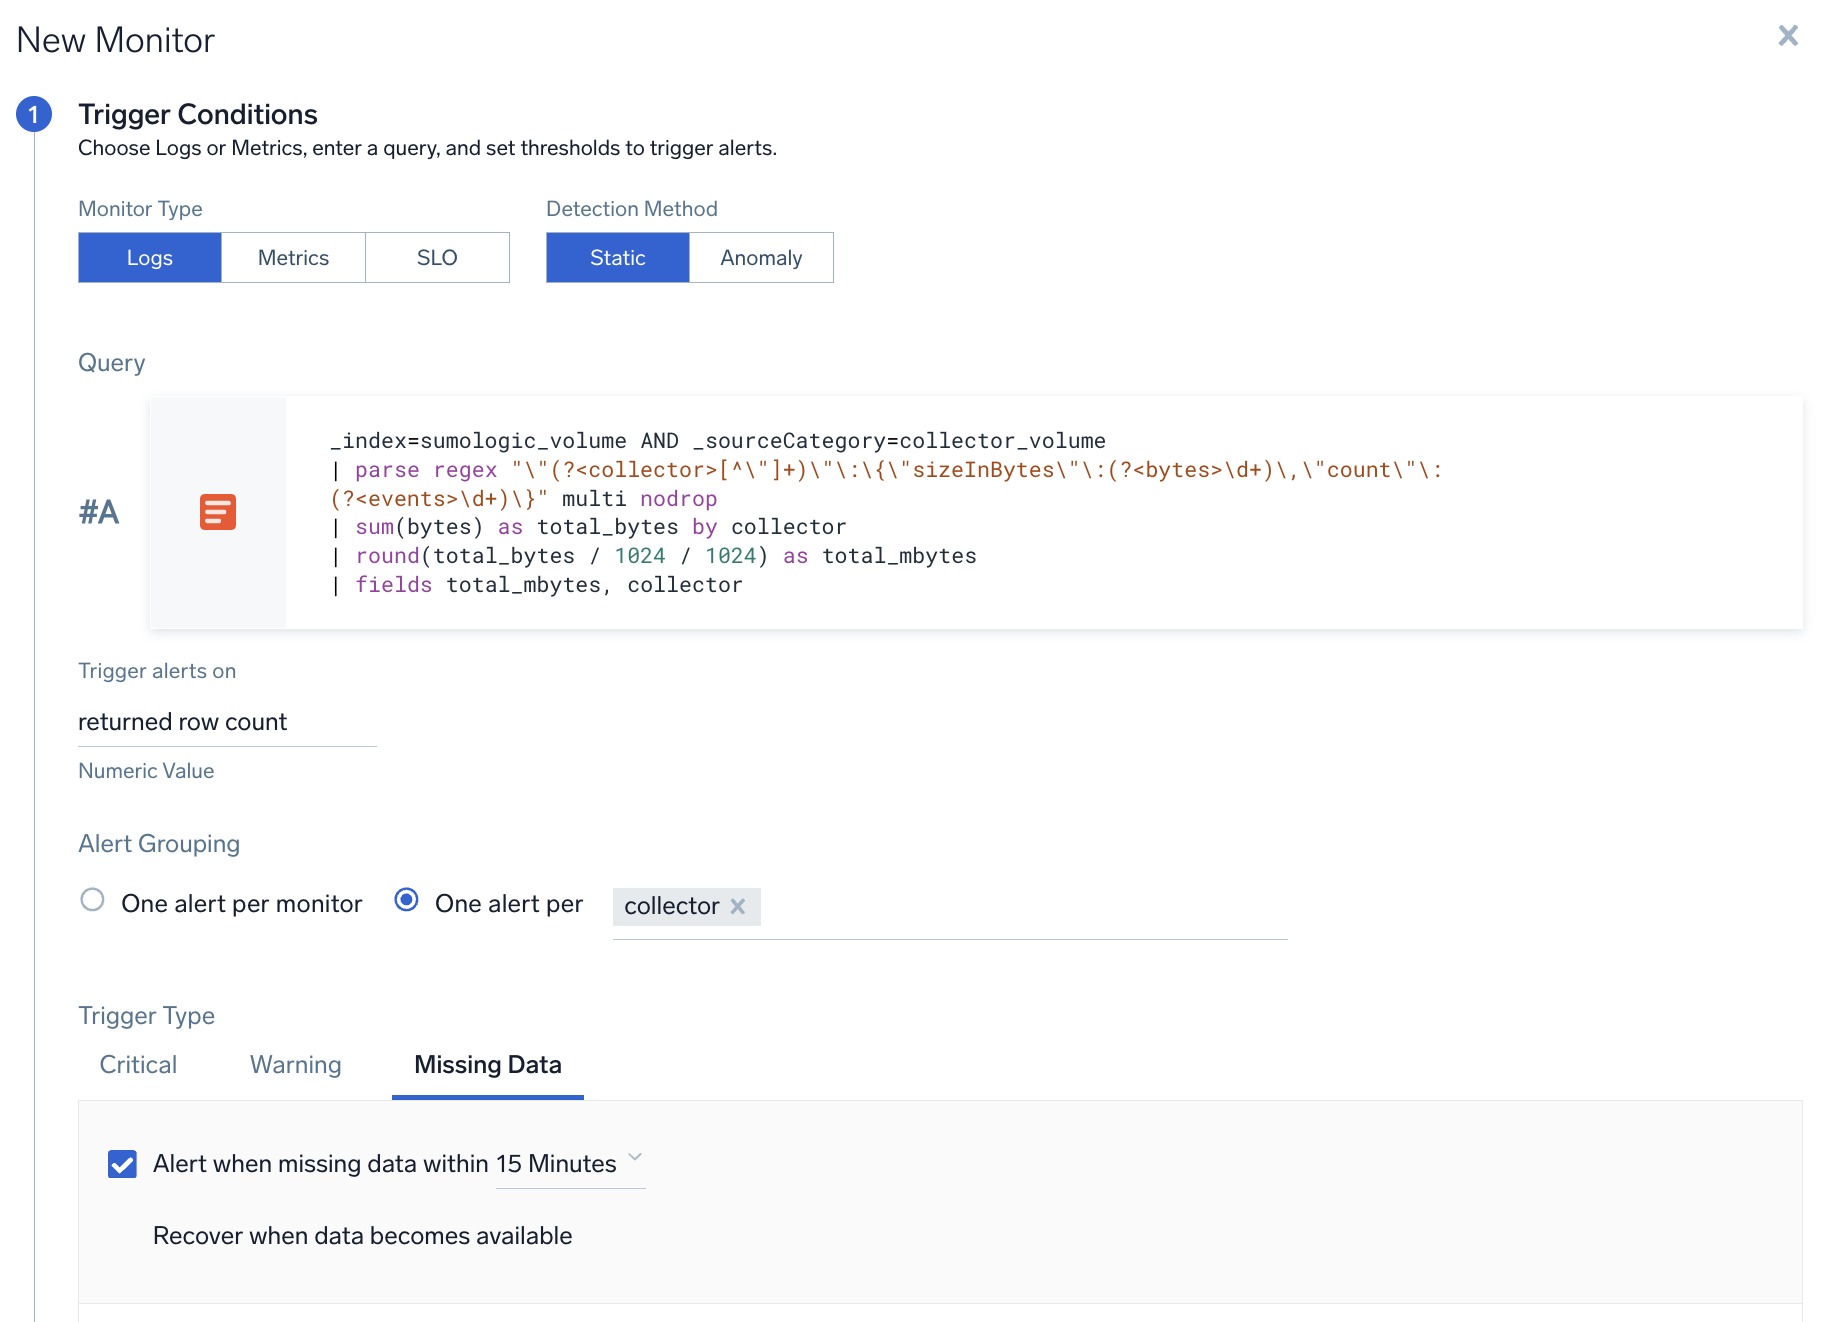 New Monitor
1
Trigger Conditions
Choose Logs or Metrics, enter a query, and set thresholds to trigger alerts.
Monitor Type
Detection Method
Logs
Metrics
SLO
Static
Anomaly
Query
#A
_index=sumologic_volume AND _sourceCategory=collector_volume
| parse regex "\"(?<collector>[^\"]+)\"\:\{\"sizeInBytes\"\:(?<bytes>\d+)\,\"count\"\:
(?<events>\d+)\}" multi nodrop
| sum(bytes) as total_bytes by collector
| round(total_bytes / 1024 / 1024) as total_mbytes
| fields total_mbytes, collector
Trigger alerts on
returned row count
Numeric Value
Alert Grouping
One alert per monitor
One alert per
collector
Trigger Type
Critical
Warning
Missing Data
Alert when missing data within 15 Minutes
Recover when data becomes available